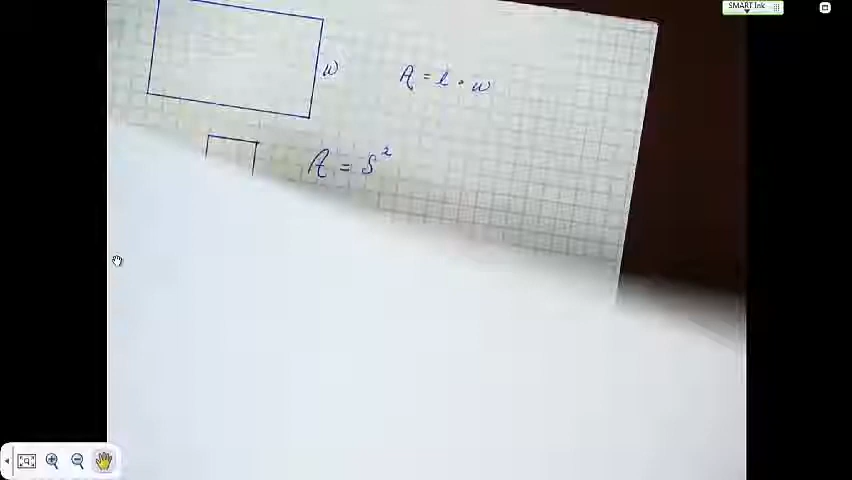 SMART Ink
w
A = l · w
A = s²